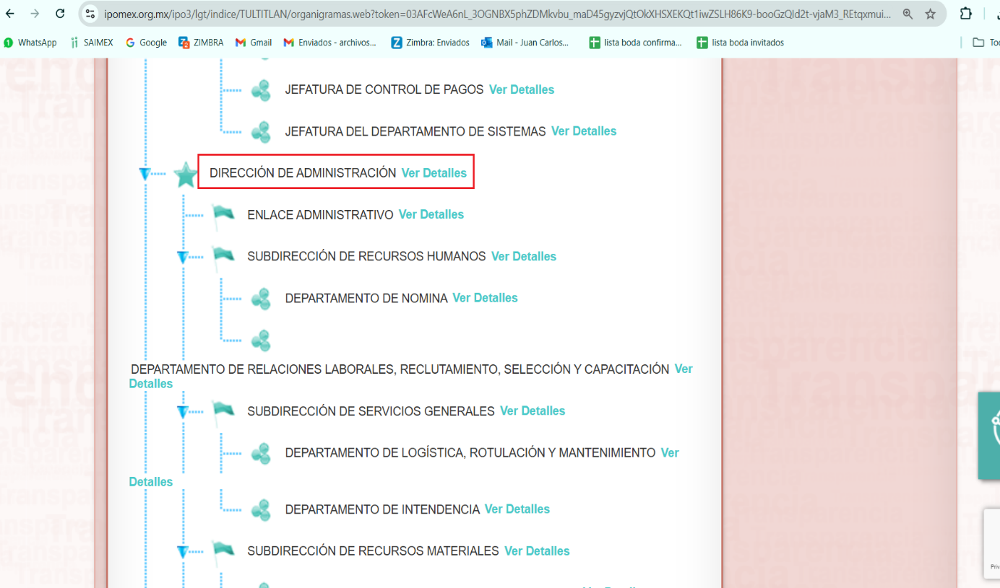 ipomex.org.mx/ipo3/lgt/indice/TULTITLAN/organigramas.web?token=03AFcWeA6nL_3OGNBX5phZDMkvbu_maD45gyzvjQtOkXHSXEKQt1iwZSLH86K9-booGzQId2t-vjaM3_REtqxmui...
WhatsApp SAIMEX Google ZIMBRA Gmail Enviados - archivos... Zimbra: Enviados Mail - Juan Carlos... lista boda confirma... lista boda invitados
JEFATURA DE CONTROL DE PAGOS Ver Detalles
JEFATURA DEL DEPARTAMENTO DE SISTEMAS Ver Detalles
DIRECCIÓN DE ADMINISTRACIÓN Ver Detalles
ENLACE ADMINISTRATIVO Ver Detalles
SUBDIRECCIÓN DE RECURSOS HUMANOS Ver Detalles
DEPARTAMENTO DE NOMINA Ver Detalles
DEPARTAMENTO DE RELACIONES LABORALES, RECLUTAMIENTO, SELECCIÓN Y CAPACITACIÓN Ver
Detalles
SUBDIRECCIÓN DE SERVICIOS GENERALES Ver Detalles
DEPARTAMENTO DE LOGÍSTICA, ROTULACIÓN Y MANTENIMIENTO Ver
Detalles
DEPARTAMENTO DE INTENDENCIA Ver Detalles
SUBDIRECCIÓN DE RECURSOS MATERIALES Ver Detalles